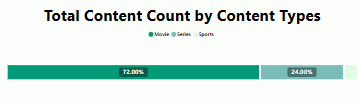 Total Content Count by Content Types
Movie Series Sports
72.00% 24.00%